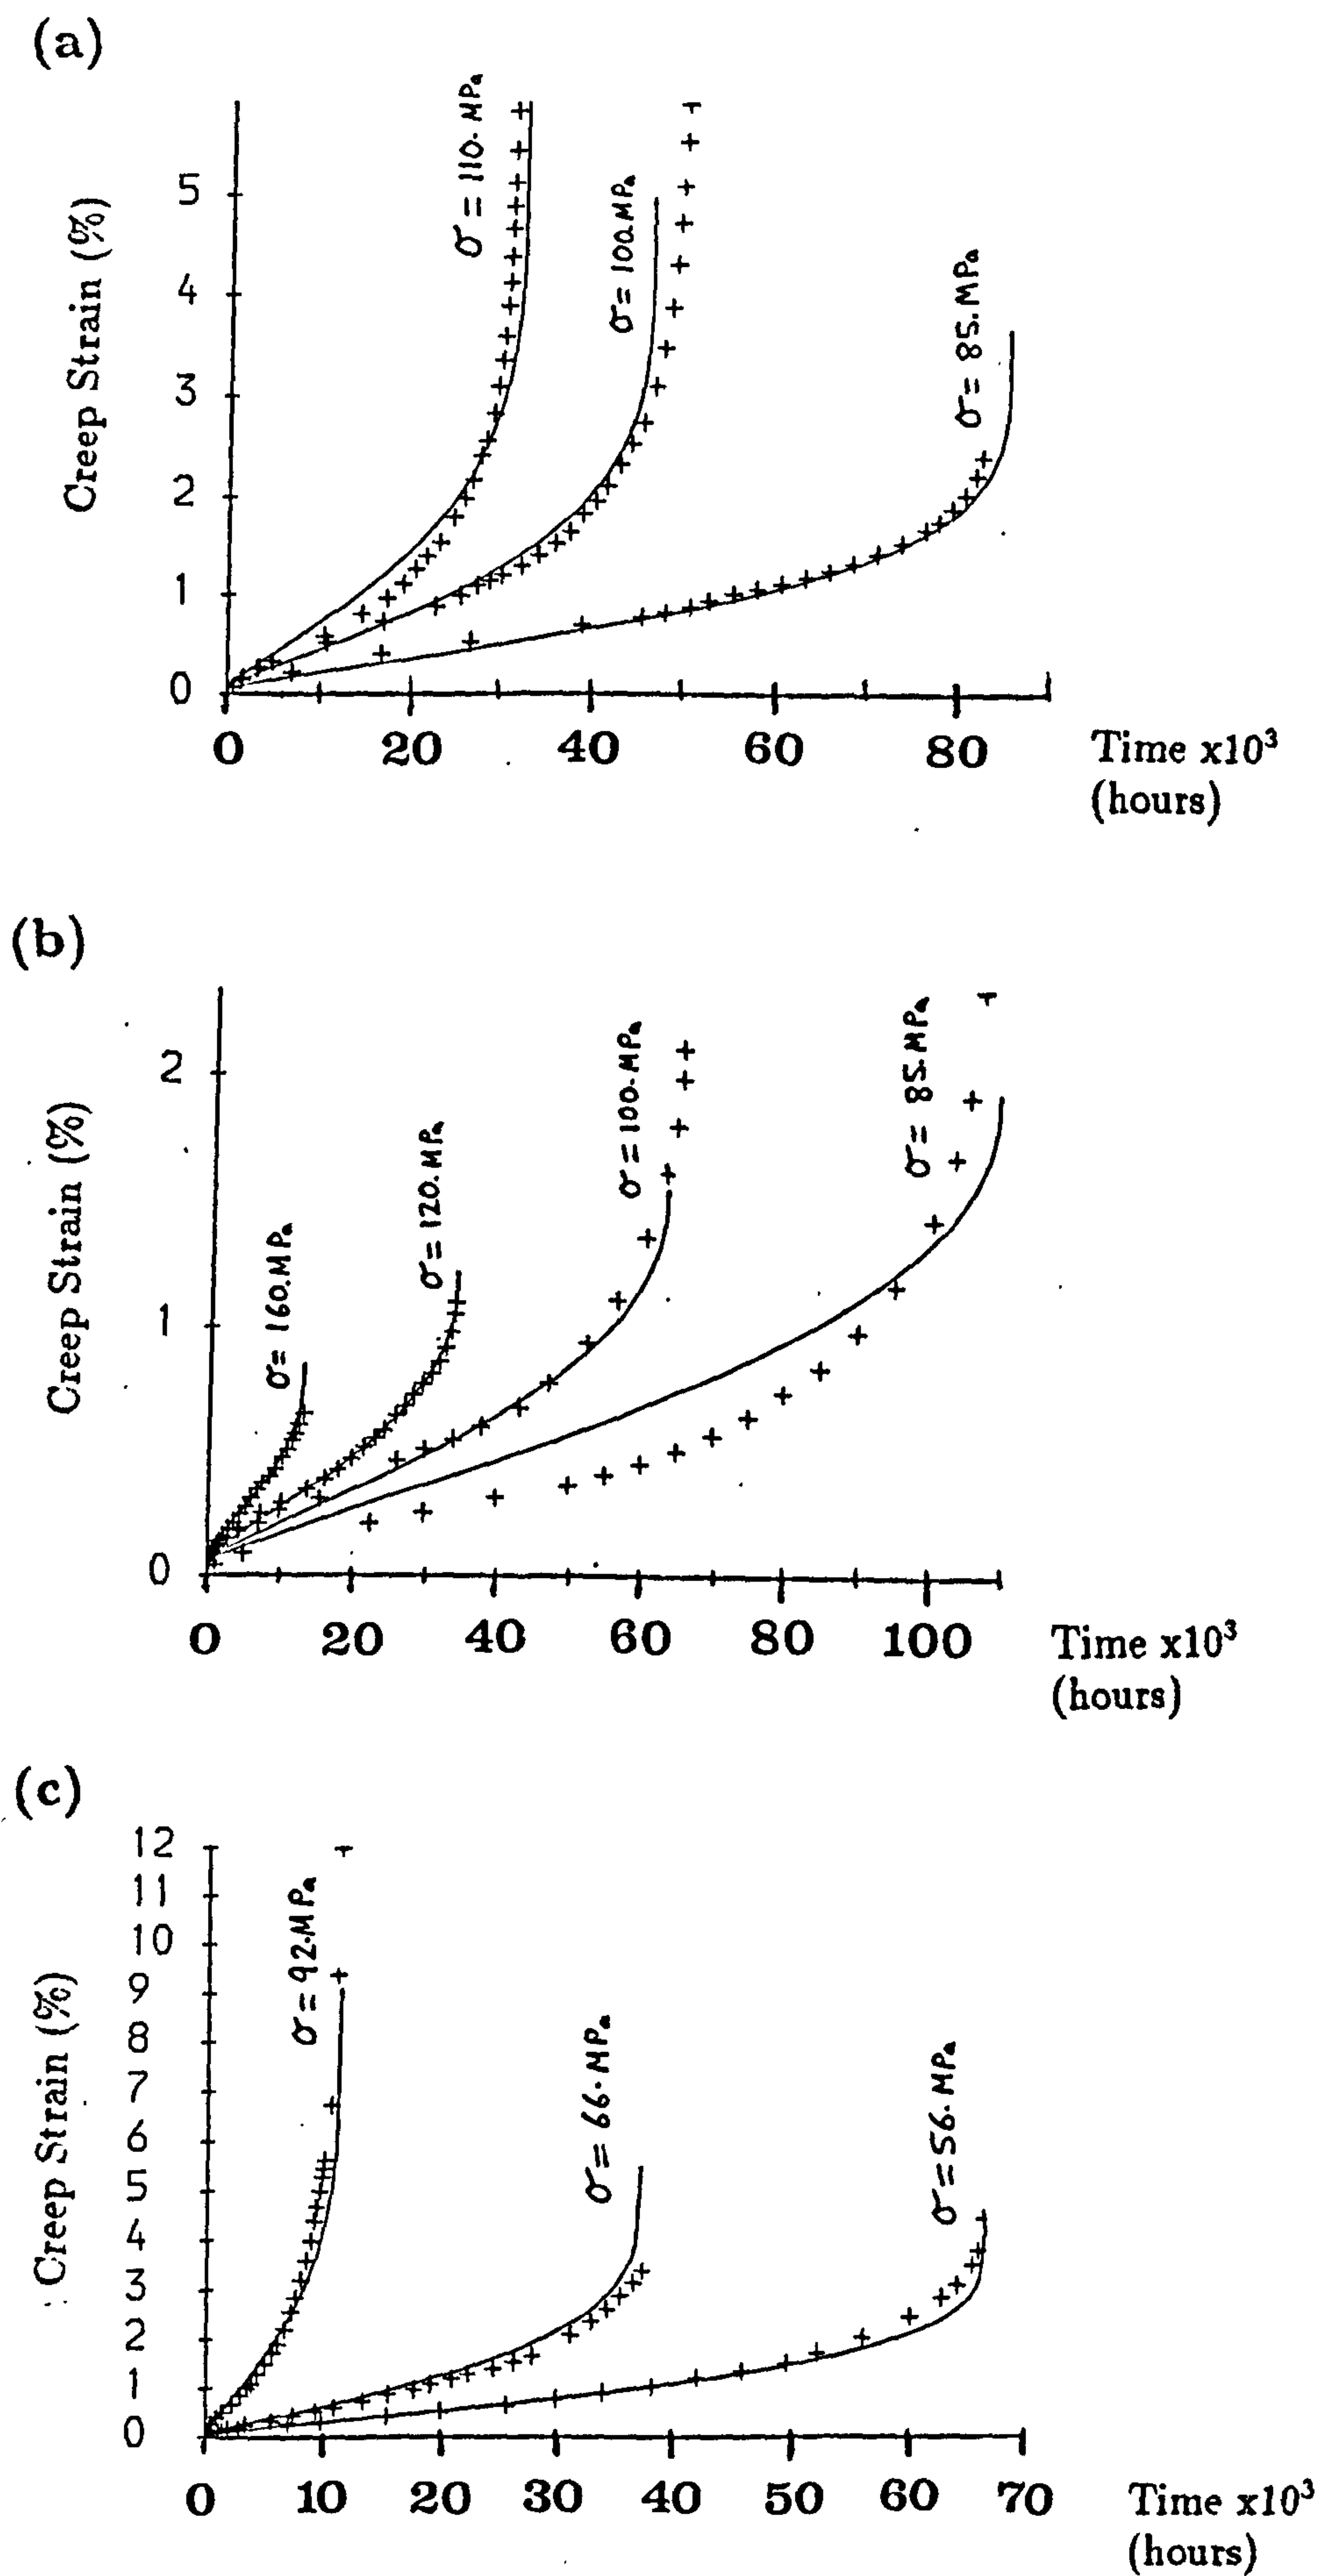 (a)
Creep Strain (%)
5
4
3
2
1
0
σ = 110. MPa
σ = 100. MPa
σ = 85. MPa
0 20 40 60 80 Time x10³
(hours)
(b)
Creep Strain (%)
2
1
0
σ = 160. MPa
σ = 120. MPa
σ = 100. MPa
σ = 85. MPa
0 20 40 60 80 100 Time x10³
(hours)
(c)
Creep Strain (%)
12
11
10
9
8
7
6
5
4
3
2
1
0
σ = 92. MPa
σ = 66. MPa
σ = 56. MPa
0 10 20 30 40 50 60 70 Time x10³
(hours)